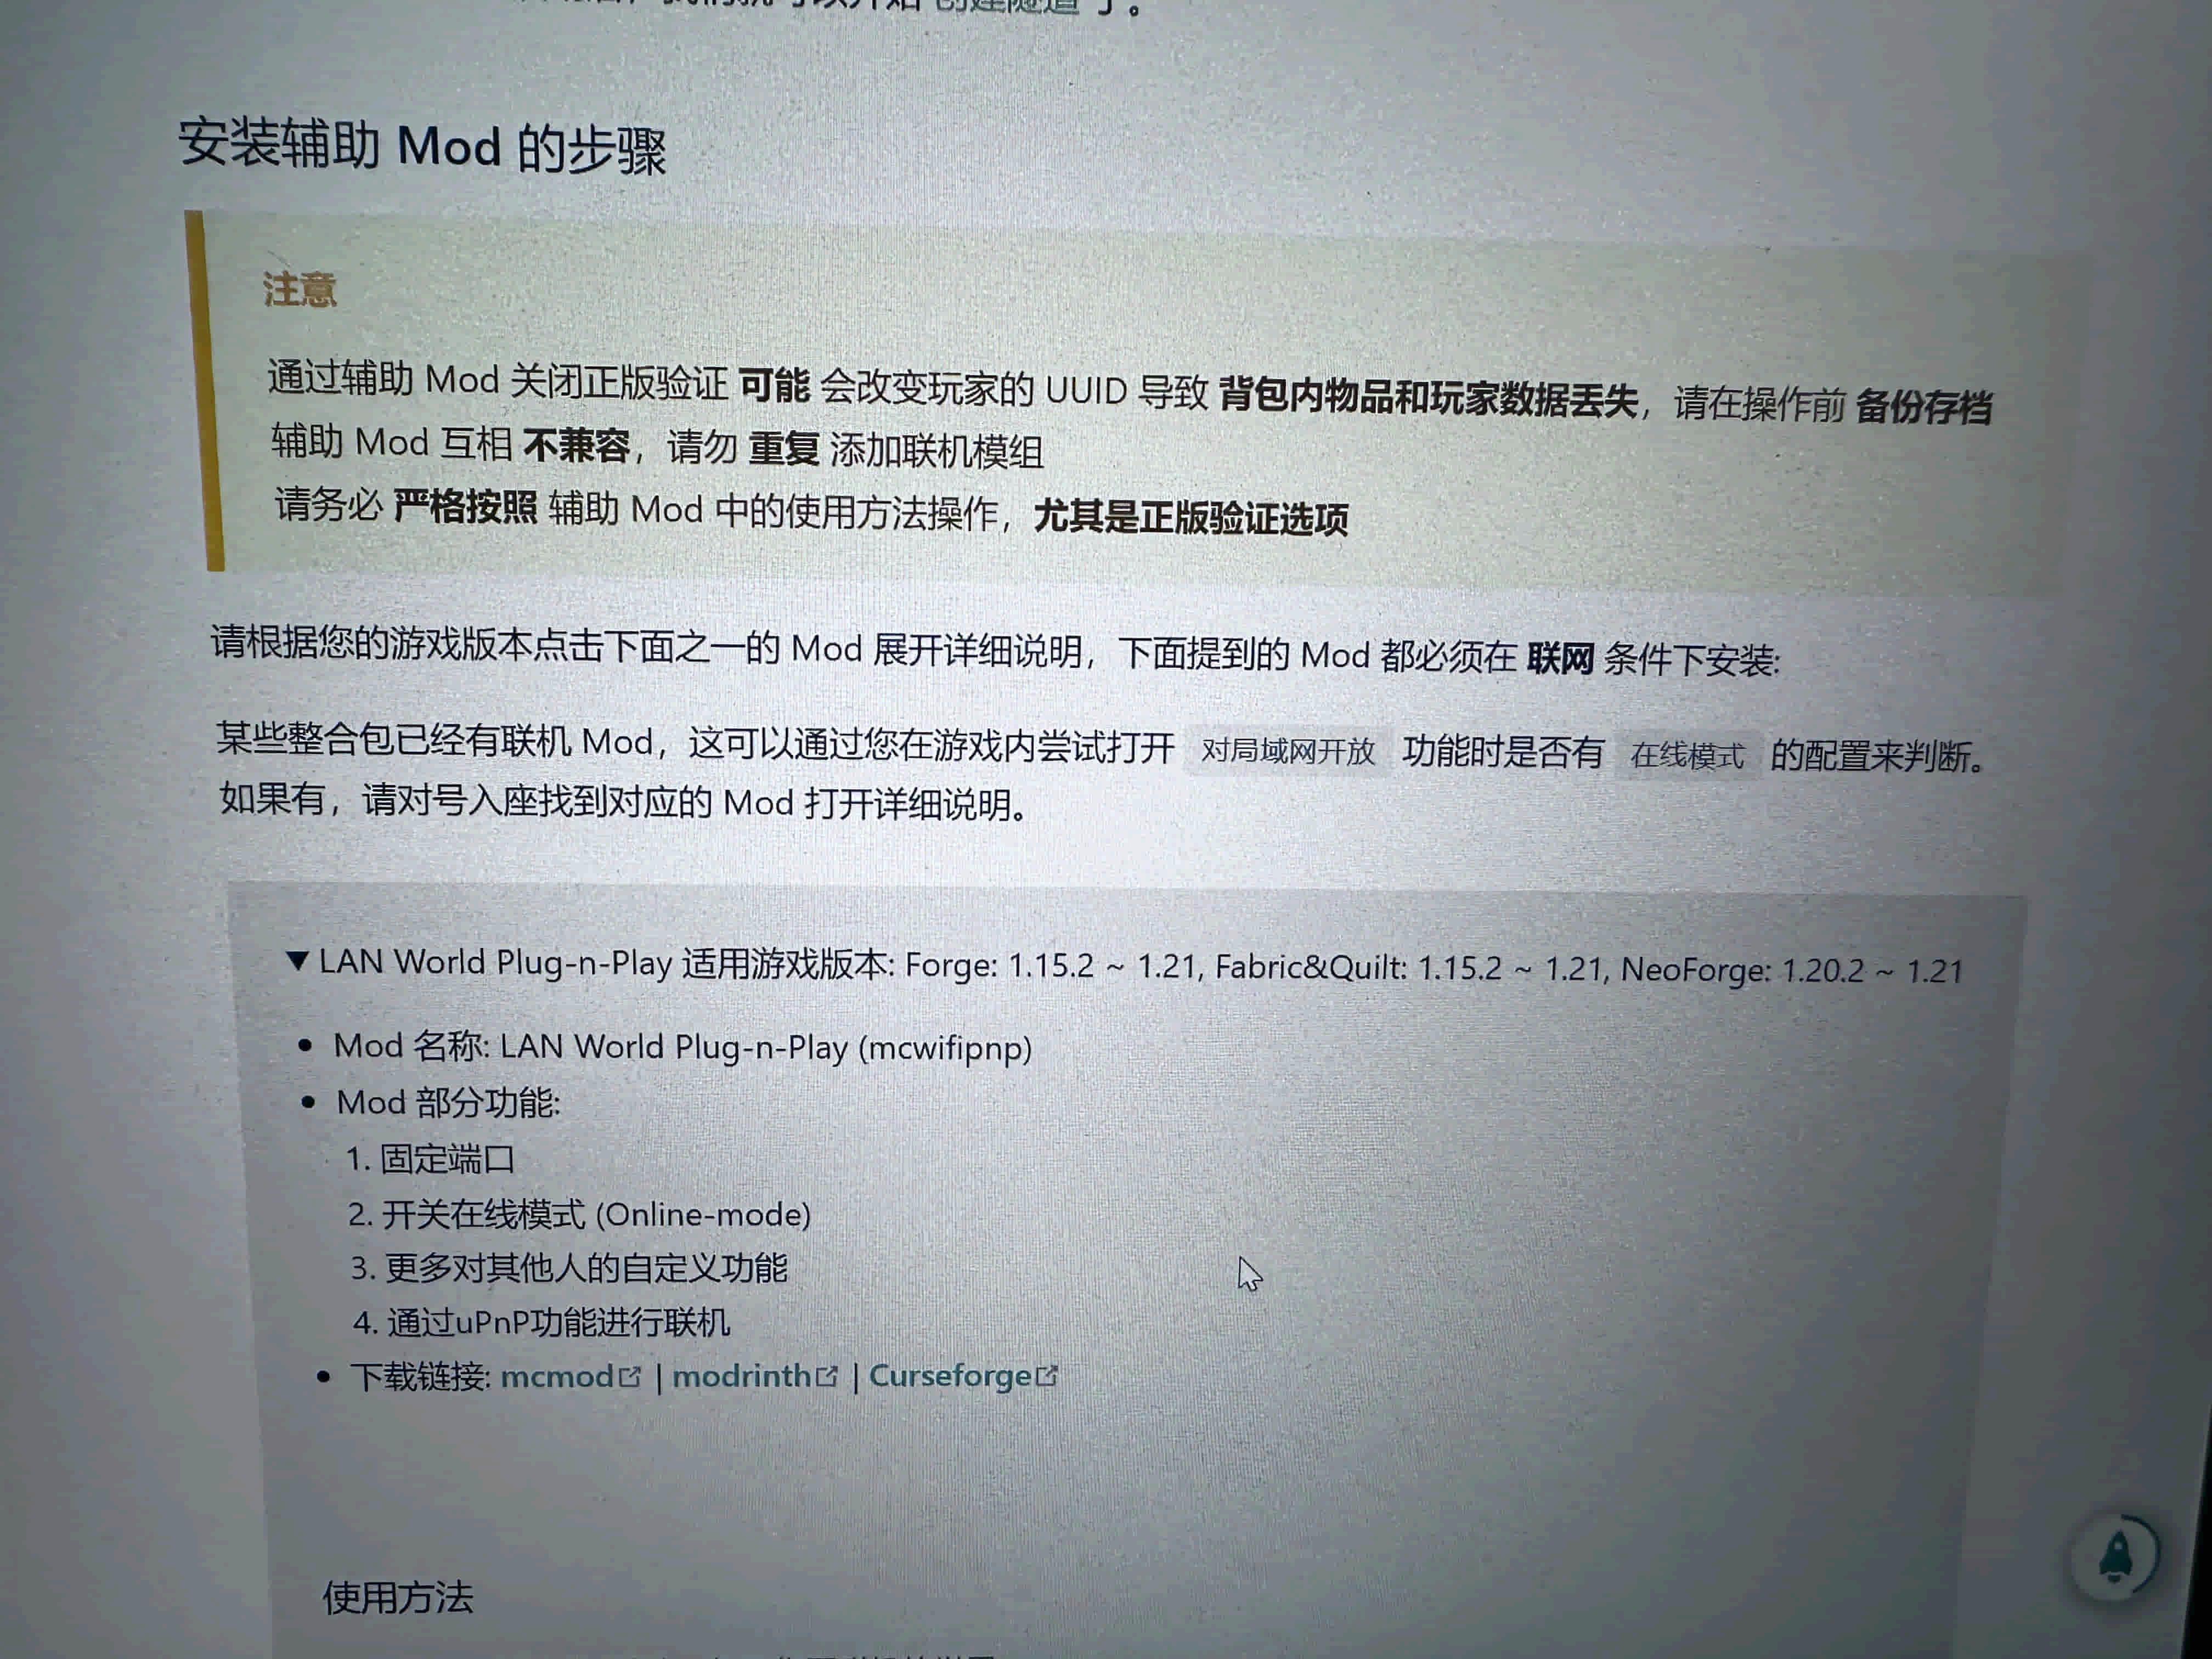 我们就可以开始 创建隧道 了。
安装辅助 Mod 的步骤
注意
通过辅助 Mod 关闭正版验证 可能 会改变玩家的 UUID 导致 背包内物品和玩家数据丢失，请在操作前 备份存档
辅助 Mod 互相 不兼容，请勿 重复 添加联机模组
请务必 严格按照 辅助 Mod 中的使用方法操作，尤其是正版验证选项
请根据您的游戏版本点击下面之一的 Mod 展开详细说明，下面提到的 Mod 都必须在 联网 条件下安装:
某些整合包已经有联机 Mod，这可以通过您在游戏内尝试打开 对局域网开放 功能时是否有 在线模式 的配置来判断。
如果有，请对号入座找到对应的 Mod 打开详细说明。
▼ LAN World Plug-n-Play 适用游戏版本: Forge: 1.15.2 ~ 1.21, Fabric&Quilt: 1.15.2 ~ 1.21, NeoForge: 1.20.2 ~ 1.21
• Mod 名称: LAN World Plug-n-Play (mcwifipnp)
• Mod 部分功能:
1. 固定端口
2. 开关在线模式 (Online-mode)
3. 更多对其他人的自定义功能
4. 通过uPnP功能进行联机
• 下载链接: mcmod | modrinth | Curseforge
使用方法